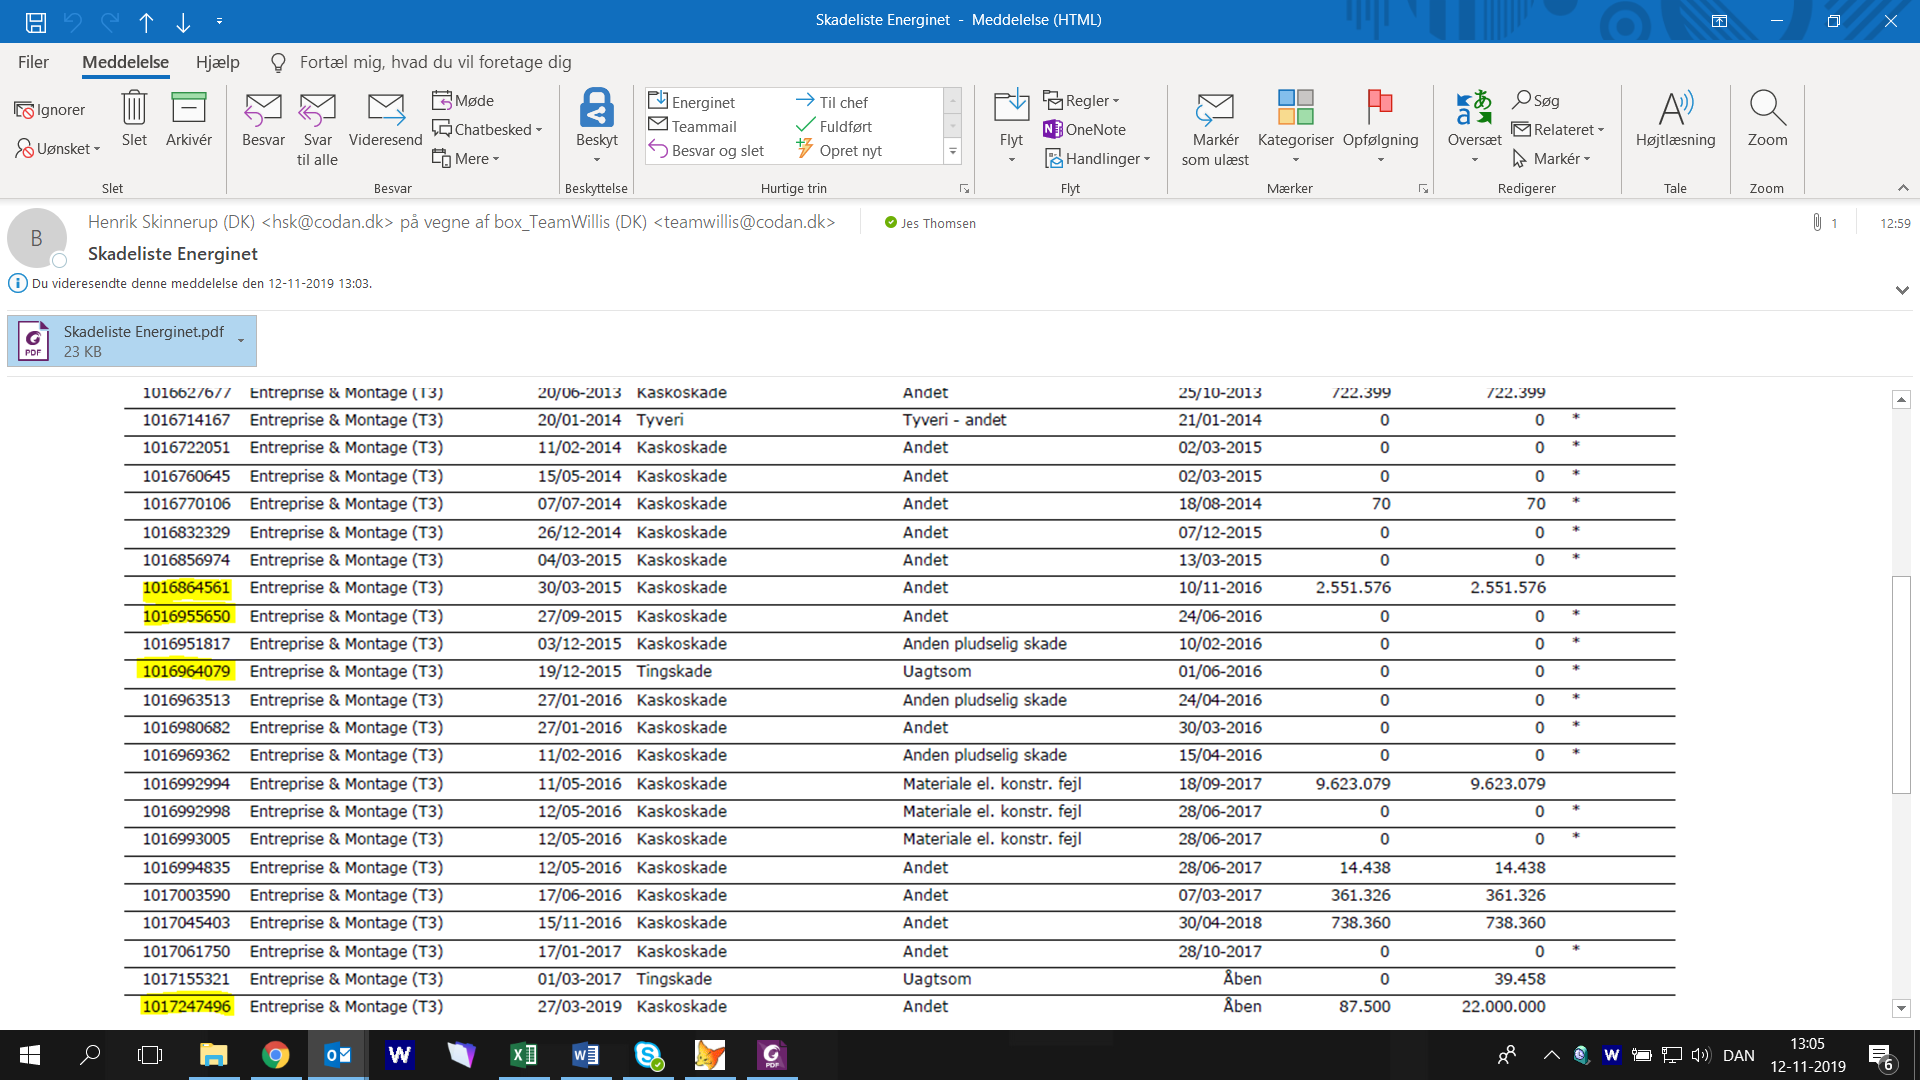 Skadeliste Energinet - Meddelelse (HTML)
Filer Meddelelse Hjælp Fortæl mig, hvad du vil foretage dig
Ignorer
Uønsket
Slet
Arkivér
Slet
Besvar
Svar til alle
Videresend
Møde
Chatbesked
Mere
Besvar
Beskyt
Beskyttelse
Energinet
Teammail
Besvar og slet
Til chef
Fuldført
Opret nyt
Hurtige trin
Flyt
Regler
OneNote
Handlinger
Flyt
Markér som ulæst
Kategoriser
Opfølgning
Mærker
Oversæt
Søg
Relateret
Markér
Redigerer
Højtlæsning
Tale
Zoom
Zoom
B
Henrik Skinnerup (DK) <hsk@codan.dk> på vegne af box_TeamWillis (DK) <teamwillis@codan.dk> Jes Thomsen 1 12:59
Skadeliste Energinet
Du videresendte denne meddelelse den 12-11-2019 13:03.
PDF
Skadeliste Energinet.pdf
23 KB
1016627677 Entreprise & Montage (T3) 20/06-2013 Kaskoskade Andet 25/10-2013 722.399 722.399
1016714167 Entreprise & Montage (T3) 20/01-2014 Tyveri Tyveri - andet 21/01-2014 0 0 *
1016722051 Entreprise & Montage (T3) 11/02-2014 Kaskoskade Andet 02/03-2015 0 0 *
1016760645 Entreprise & Montage (T3) 15/05-2014 Kaskoskade Andet 02/03-2015 0 0 *
1016770106 Entreprise & Montage (T3) 07/07-2014 Kaskoskade Andet 18/08-2014 70 70 *
1016832329 Entreprise & Montage (T3) 26/12-2014 Kaskoskade Andet 07/12-2015 0 0 *
1016856974 Entreprise & Montage (T3) 04/03-2015 Kaskoskade Andet 13/03-2015 0 0 *
1016864561 Entreprise & Montage (T3) 30/03-2015 Kaskoskade Andet 10/11-2016 2.551.576 2.551.576
1016955650 Entreprise & Montage (T3) 27/09-2015 Kaskoskade Andet 24/06-2016 0 0 *
1016951817 Entreprise & Montage (T3) 03/12-2015 Kaskoskade Anden pludselig skade 10/02-2016 0 0 *
1016964079 Entreprise & Montage (T3) 19/12-2015 Tingskade Uagtsom 01/06-2016 0 0 *
1016963513 Entreprise & Montage (T3) 27/01-2016 Kaskoskade Anden pludselig skade 24/04-2016 0 0 *
1016980682 Entreprise & Montage (T3) 27/01-2016 Kaskoskade Andet 30/03-2016 0 0 *
1016969362 Entreprise & Montage (T3) 11/02-2016 Kaskoskade Anden pludselig skade 15/04-2016 0 0 *
1016992994 Entreprise & Montage (T3) 11/05-2016 Kaskoskade Materiale el. konstr. fejl 18/09-2017 9.623.079 9.623.079
1016992998 Entreprise & Montage (T3) 12/05-2016 Kaskoskade Materiale el. konstr. fejl 28/06-2017 0 0 *
1016993005 Entreprise & Montage (T3) 12/05-2016 Kaskoskade Materiale el. konstr. fejl 28/06-2017 0 0 *
1016994835 Entreprise & Montage (T3) 12/05-2016 Kaskoskade Andet 28/06-2017 14.438 14.438
1017003590 Entreprise & Montage (T3) 17/06-2016 Kaskoskade Andet 07/03-2017 361.326 361.326
1017045403 Entreprise & Montage (T3) 15/11-2016 Kaskoskade Andet 30/04-2018 738.360 738.360
1017061750 Entreprise & Montage (T3) 17/01-2017 Kaskoskade Andet 28/10-2017 0 0 *
1017155321 Entreprise & Montage (T3) 01/03-2017 Tingskade Uagtsom Åben 0 39.458
1017247496 Entreprise & Montage (T3) 27/03-2019 Kaskoskade Andet Åben 87.500 22.000.000
DAN
13:05
12-11-2019
6